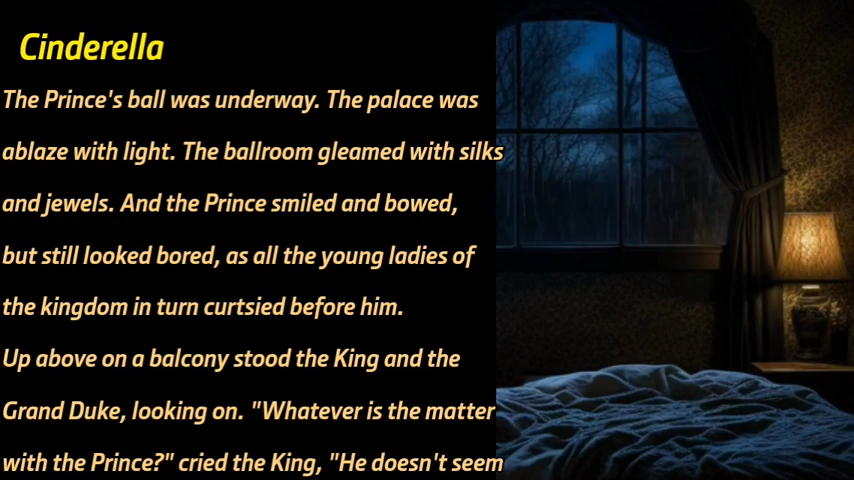 Cinderella
The Prince's ball was underway. The palace was
ablaze with light. The ballroom gleamed with silks
and jewels. And the Prince smiled and bowed,
but still looked bored, as all the young ladies of
the kingdom in turn curtsied before him.
Up above on a balcony stood the King and the
Grand Duke, looking on. "Whatever is the matter
with the Prince?" cried the King, "He doesn't seem